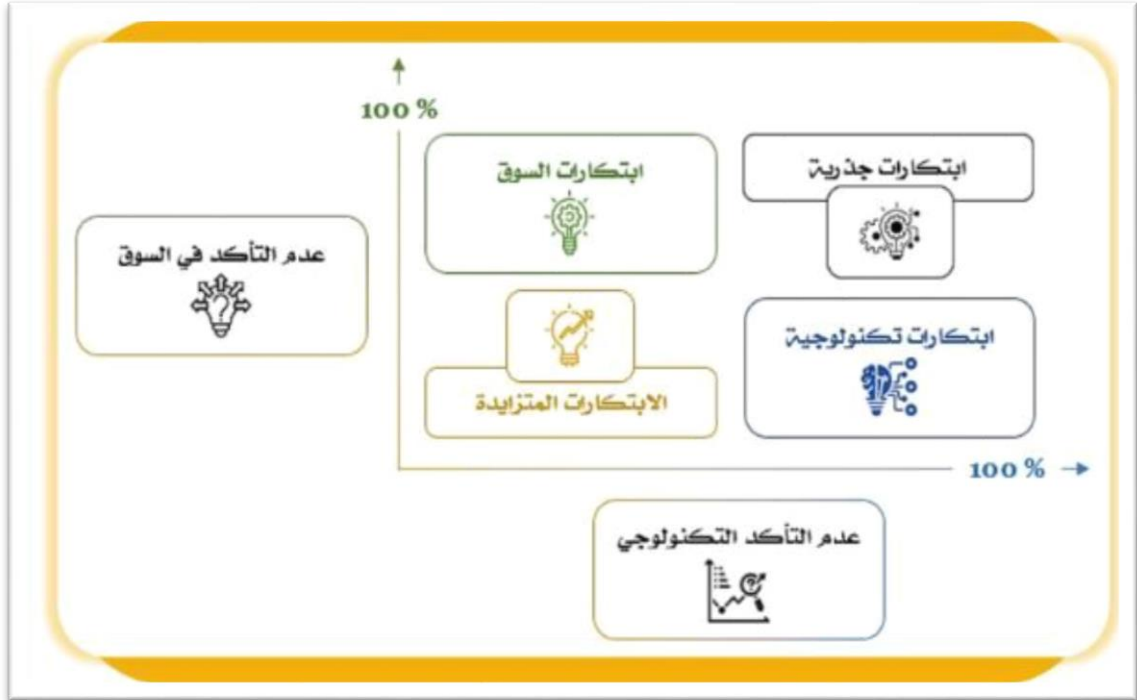 100 %
ابتكارات جذرية
ابتكارات السوق
عدم التأكد في السوق
ابتكارات تكنولوجية
الابتكارات المتزايدة
100 %
عدم التأكد التكنولوجي